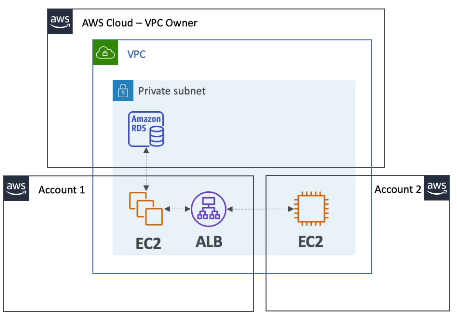 aws
AWS Cloud – VPC Owner
VPC
Private subnet
Amazon
RDS
aws
Account 1
Account 2
aws
EC2
ALB
EC2